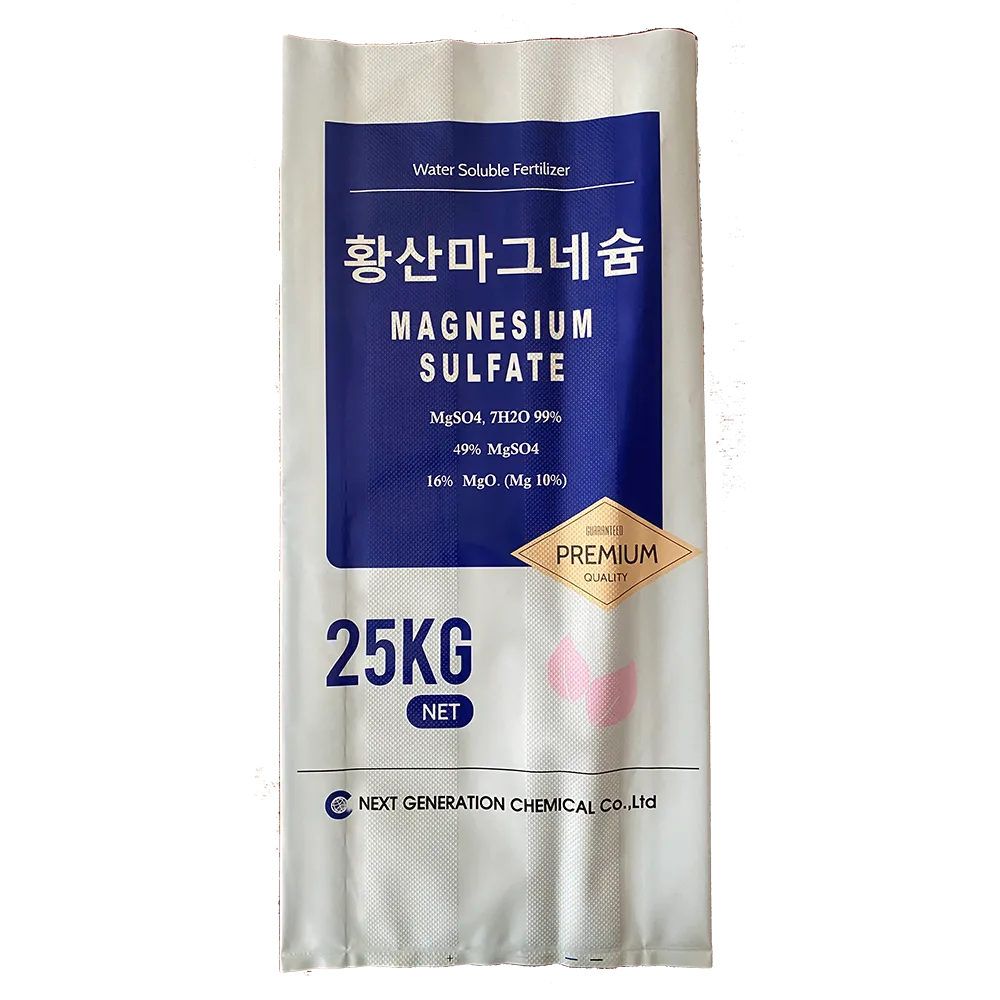 Water Soluble Fertilizer
황산마그네슘
MAGNESIUM
SULFATE
MgSO4, 7H2O 99%
49% MgSO4
16% MgO. (Mg 10%)
GUARANTEED
PREMIUM
QUALITY
25KG
NET
NEXT GENERATION CHEMICAL Co.,Ltd